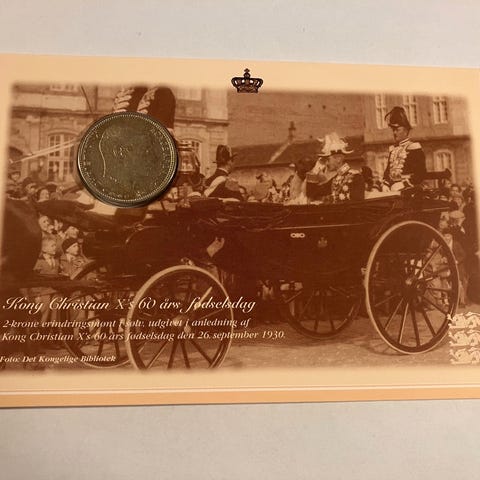 Kong Christian X's 60 års fødselsdag
2-krone erindringsmønt i sølv, udgivet i anledning af
Kong Christian X's 60 års fødselsdag den 26. september 1930.
Foto: Det Kongelige Bibliotek